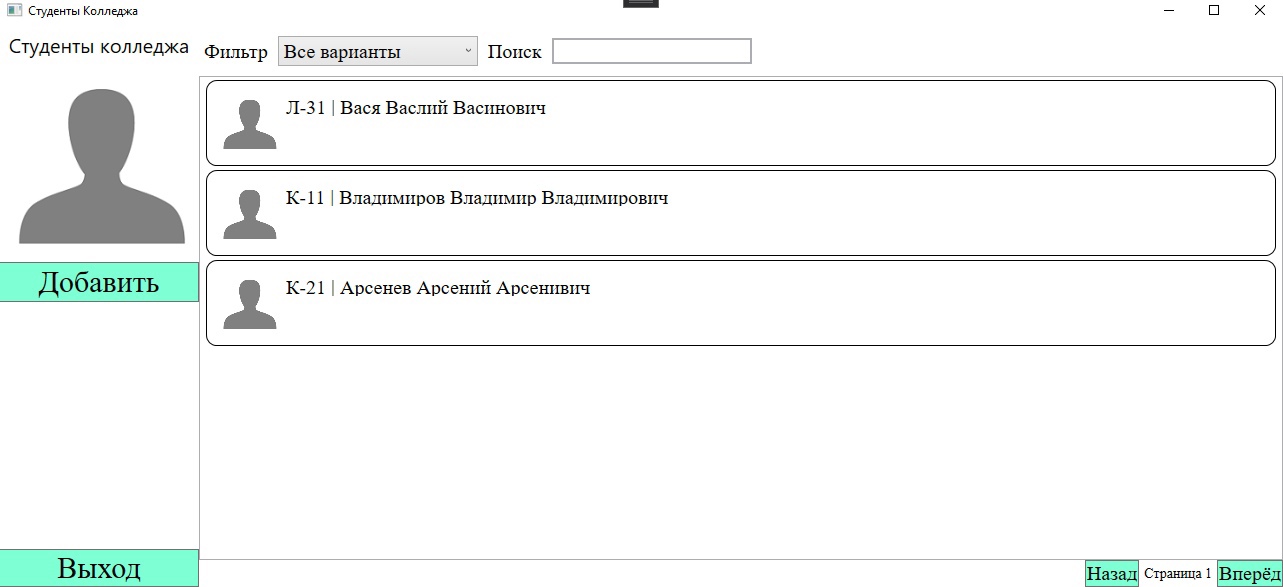 Студенты Колледжа
Студенты колледжа
Фильтр Все варианты Поиск
Л-31 | Вася Васлий Васинович
К-11 | Владимиров Владимир Владимирович
К-21 | Арсенев Арсений Арсенивич
Добавить
Выход
Назад Страница 1 Вперёд